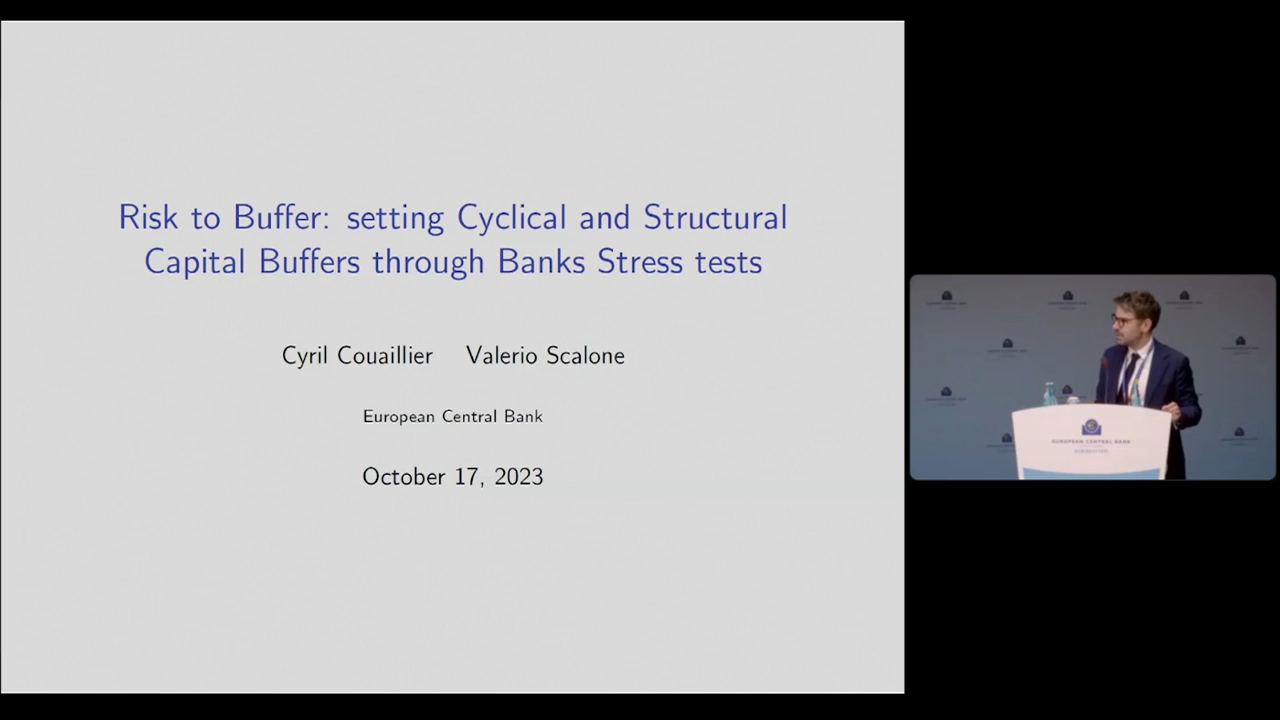 Risk to Buffer: setting Cyclical and Structural
Capital Buffers through Banks Stress tests
Cyril Couaillier Valerio Scalone
European Central Bank
October 17, 2023
EUROPEAN CENTRAL BANK
EUROSYSTEM